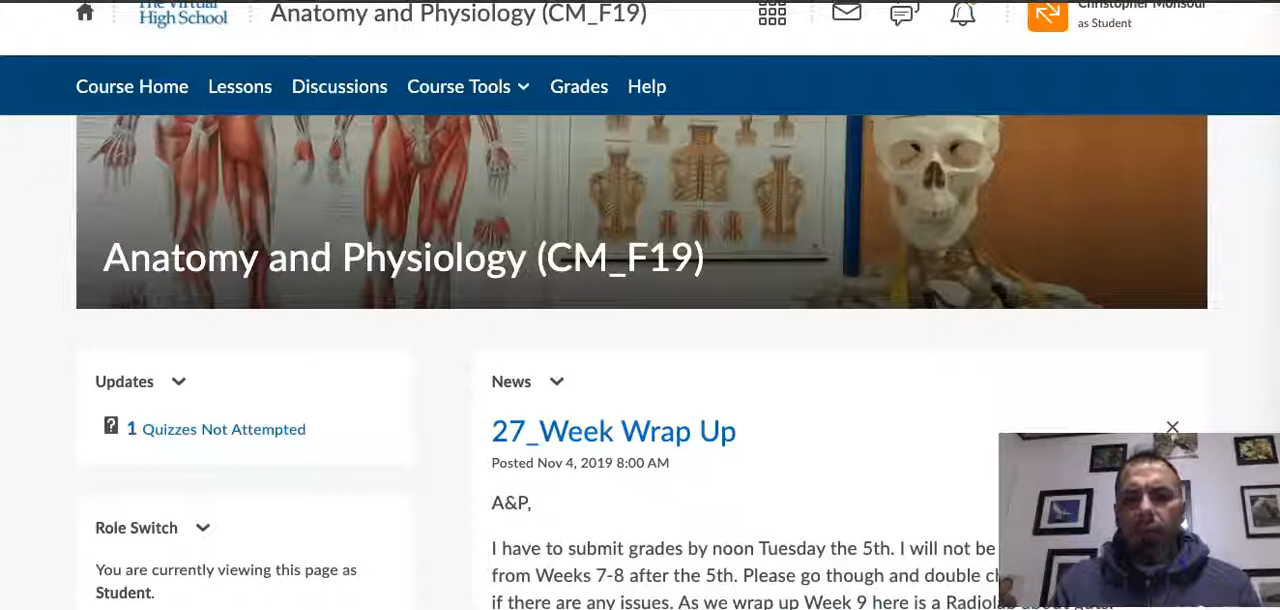 The Virtual
High School
Anatomy and Physiology (CM_F19)
Christopher Monsour
as Student
Course Home Lessons Discussions Course Tools Grades Help
Anatomy and Physiology (CM_F19)
Updates
1 Quizzes Not Attempted
Role Switch
You are currently viewing this page as
Student.
News
27_Week Wrap Up
Posted Nov 4, 2019 8:00 AM
A&P,
I have to submit grades by noon Tuesday the 5th. I will not be
from Weeks 7-8 after the 5th. Please go though and double
if there are any issues. As we wrap up Week 9 here is a Radiolab about guts.